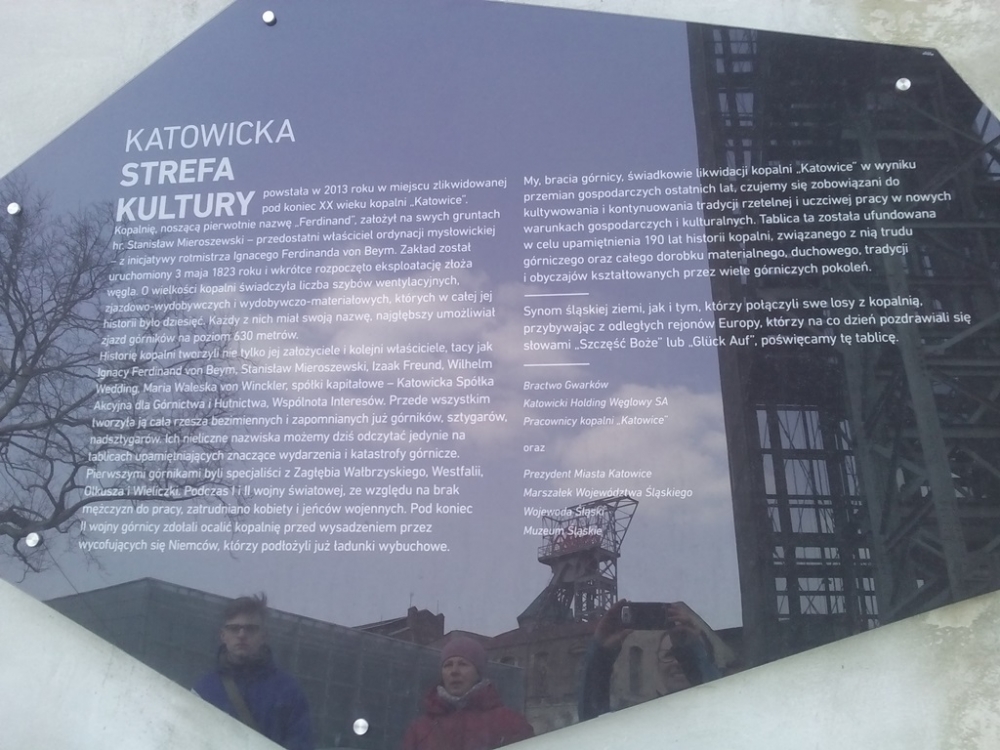 KATOWICKA
STREFA
KULTURY powstała w 2013 roku w miejscu zlikwidowanej
pod koniec XX wieku kopalni „Katowice”.
Kopalnię, noszącą pierwotnie nazwę „Ferdinand”, założył na swych gruntach
hr. Stanisław Mieroszewski – przedostatni właściciel ordynacji mysłowickiej
– z inicjatywy rotmistrza Ignacego Ferdinanda von Beym. Zakład został
uruchomiony 3 maja 1823 roku i wkrótce rozpoczęto eksploatację złoża
węgla. O wielkości kopalni świadczyła liczba szybów wentylacyjnych,
zjazdowo-wydobywczych i wydobywczo-materiałowych, których w całej jej
historii było dziesięć. Każdy z nich miał swoją nazwę, najgłębszy umożliwiał
zjazd górników na poziom 630 metrów.
Historię kopalni tworzyli nie tylko jej założyciele i kolejni właściciele, tacy jak
Ignacy Ferdinand von Beym, Stanisław Mieroszewski, Izaak Freund, Wilhelm
Wedding, Maria Waleska von Winckler, spółki kapitałowe – Katowicka Spółka
Akcyjna dla Górnictwa i Hutnictwa, Wspólnota Interesów. Przede wszystkim
tworzyła ją cała rzesza bezimiennych i zapomnianych już górników, sztygarów,
nadsztygarów. Ich nieliczne nazwiska możemy dziś odczytać jedynie na
tablicach upamiętniających znaczące wydarzenia i katastrofy górnicze.
Pierwszymi górnikami byli specjaliści z Zagłębia Wałbrzyskiego, Westfalii,
Olkusza i Wieliczki. Podczas I i II wojny światowej, ze względu na brak
mężczyzn do pracy, zatrudniano kobiety i jeńców wojennych. Pod koniec
II wojny górnicy zdołali ocalić kopalnię przed wysadzeniem przez
wycofujących się Niemców, którzy podłożyli już ładunki wybuchowe.
My, bracia górnicy, świadkowie likwidacji kopalni „Katowice” w wyniku
przemian gospodarczych ostatnich lat, czujemy się zobowiązani do
kultywowania i kontynuowania tradycji rzetelnej i uczciwej pracy w nowych
warunkach gospodarczych i kulturalnych. Tablica ta została ufundowana
w celu upamiętnienia 190 lat historii kopalni, związanego z nią trudu
górniczego oraz całego dorobku materialnego, duchowego, tradycji
i obyczajów kształtowanych przez wiele górniczych pokoleń.
Synom śląskiej ziemi, jak i tym, którzy połączyli swe losy z kopalnią,
przybywając z odległych rejonów Europy, którzy na co dzień pozdrawiali się
słowami „Szczęść Boże” lub „Glück Auf”, poświęcamy tę tablicę.
Bractwo Gwarków
Katowicki Holding Węglowy SA
Pracownicy kopalni „Katowice”
oraz
Prezydent Miasta Katowice
Marszałek Województwa Śląskiego
Wojewoda Śląski
Muzeum Śląskie